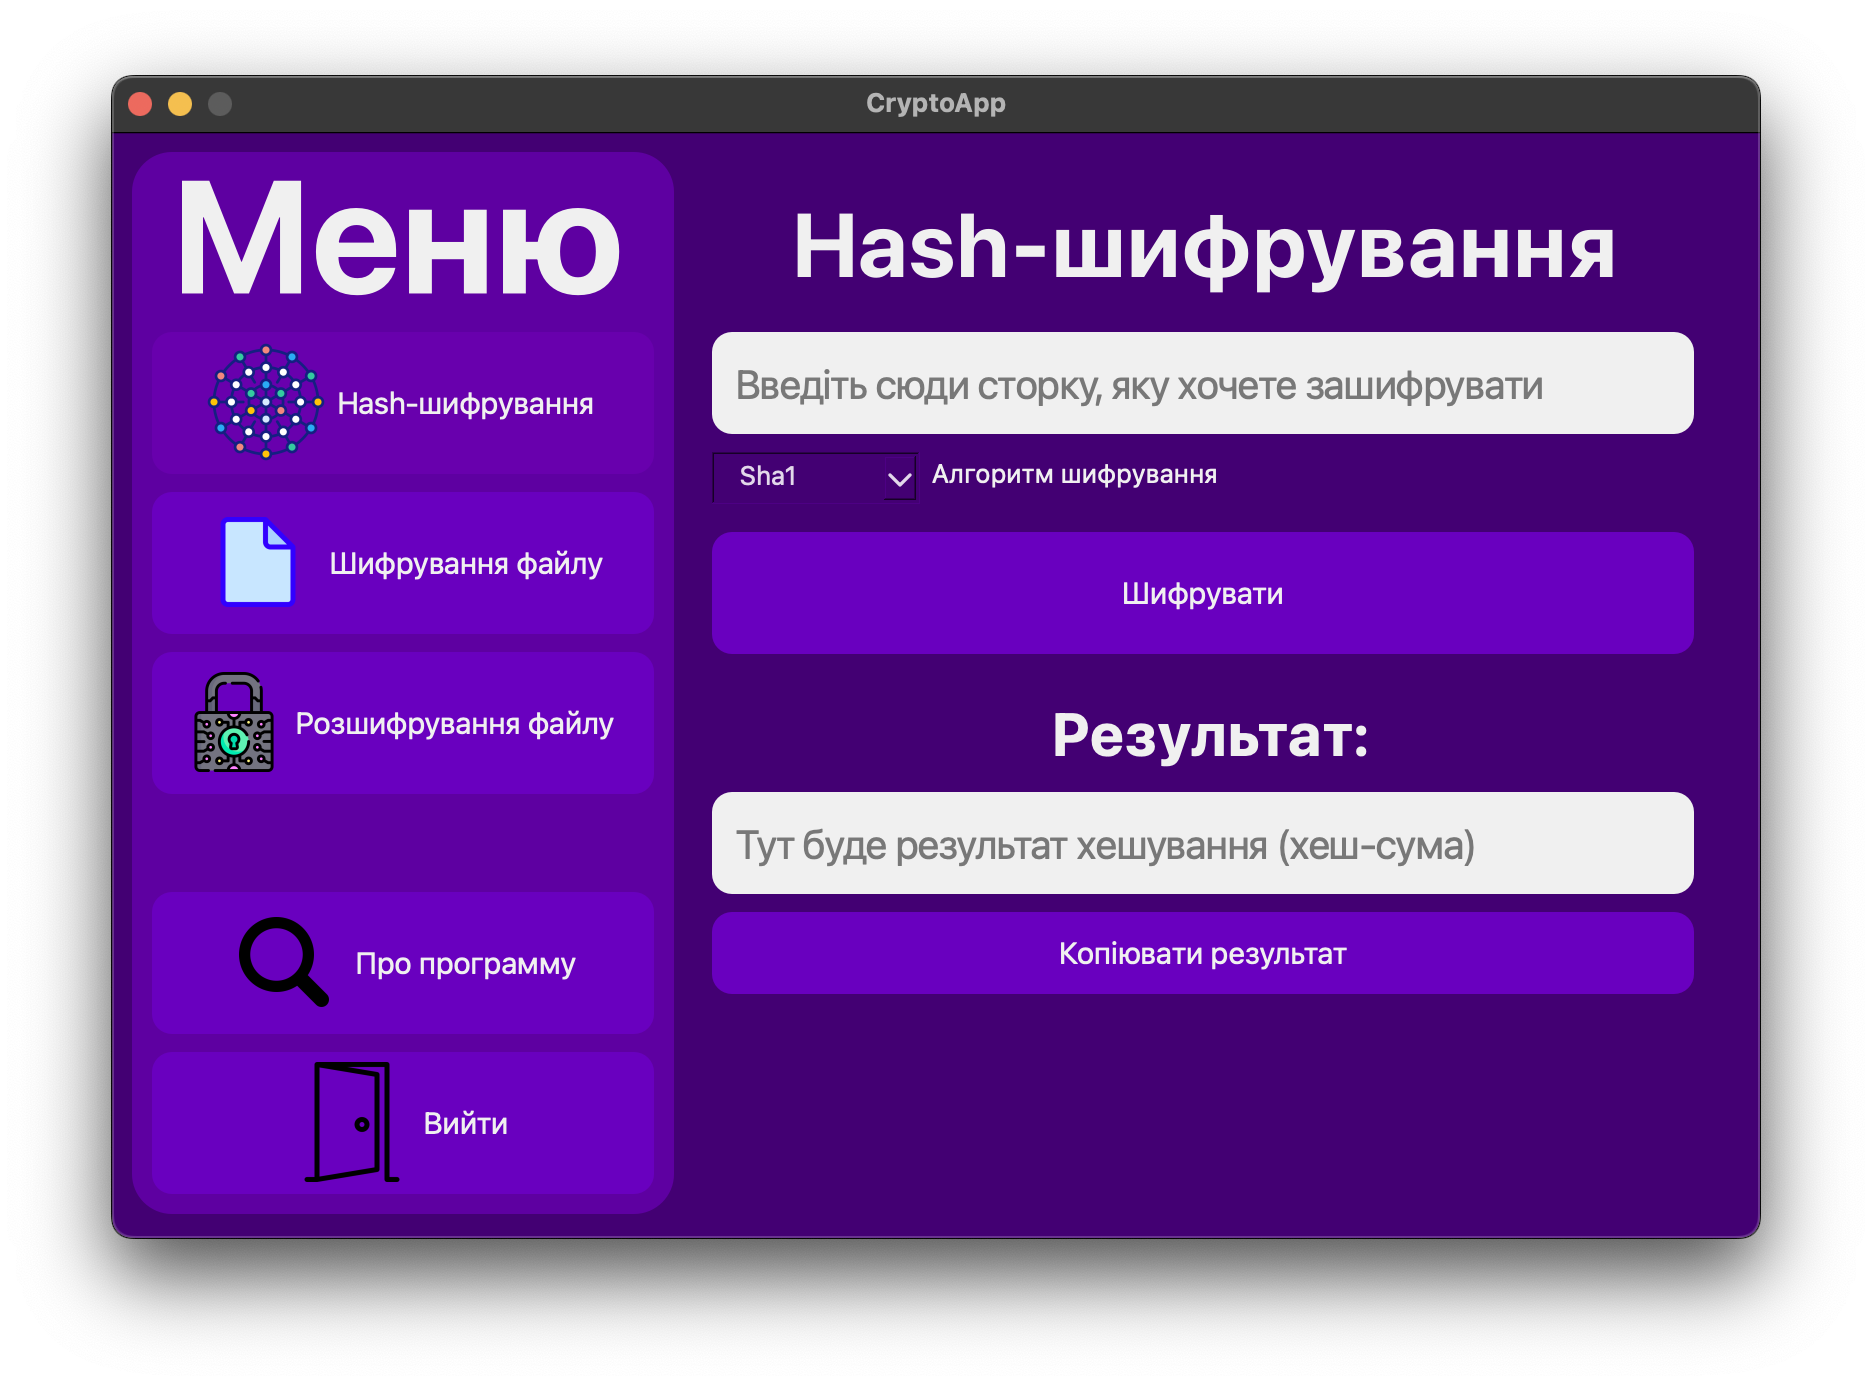 CryptoApp
Меню
Hash-шифрування
Шифрування файлу
Розшифрування файлу
Про программу
Вийти
Hash-шифрування
Введіть сюди сторку, яку хочете зашифрувати
Sha1
Алгоритм шифрування
Шифрувати
Результат:
Тут буде результат хешування (хеш-сума)
Копіювати результат